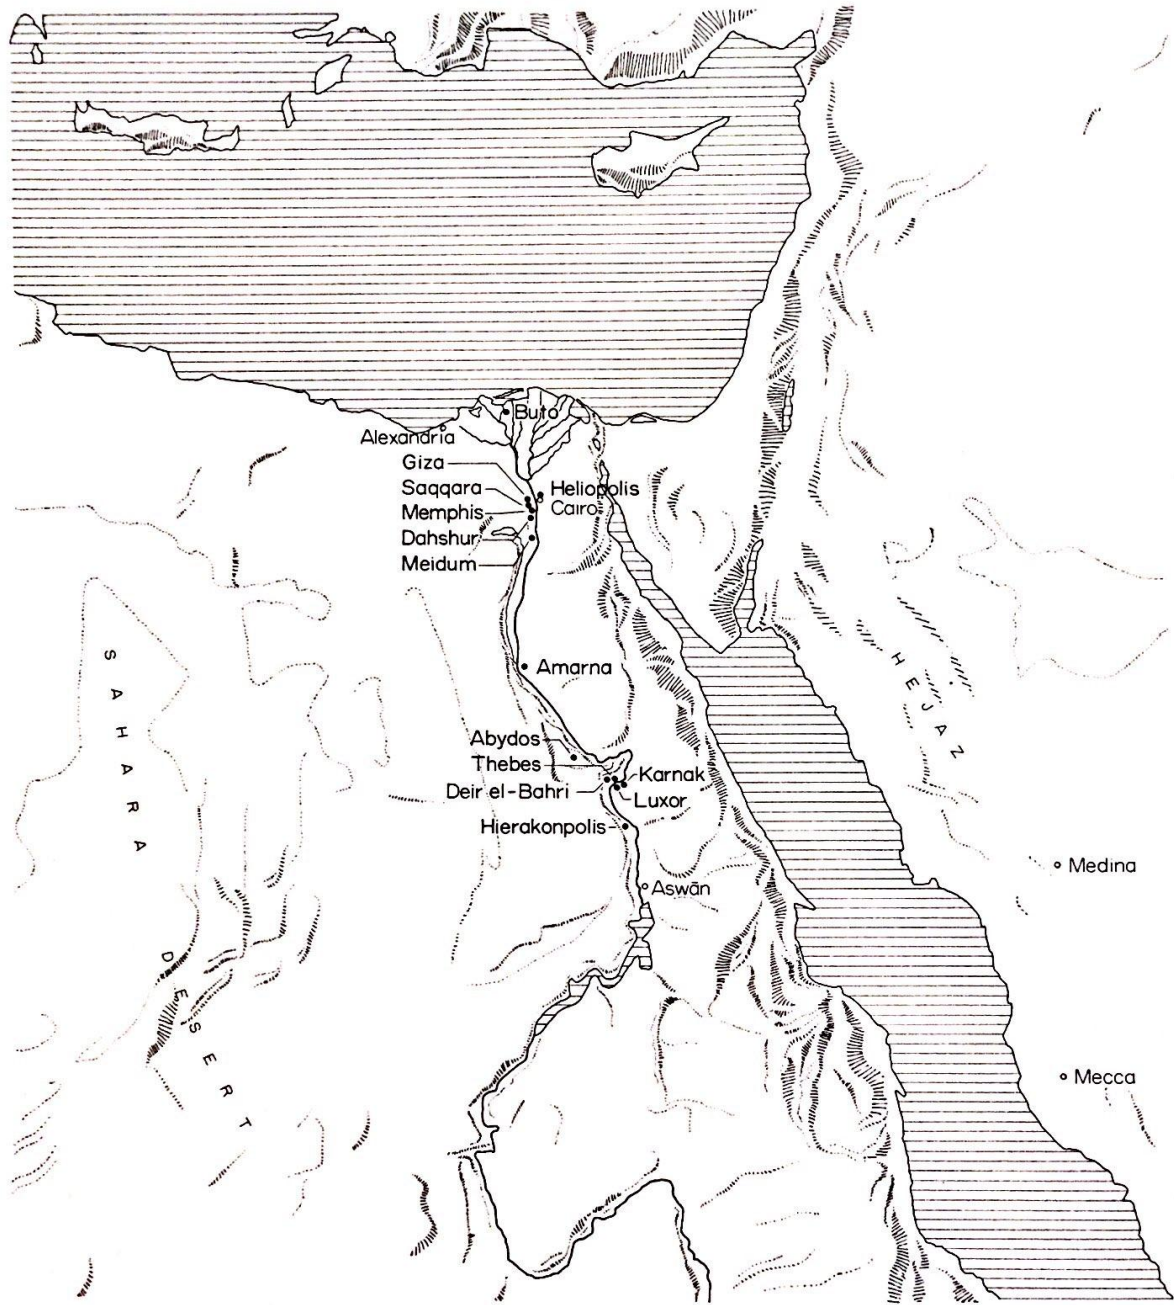 Buto
Alexandria
Giza
Saqqara
Heliopolis
Memphis
Cairo
Dahshur
Meidum
SAHARA
DESERT
HEJAZ
Amarna
Abydos
Thebes
Karnak
Deir el-Bahri
Luxor
Hierakonpolis
Medina
Aswān
Mecca